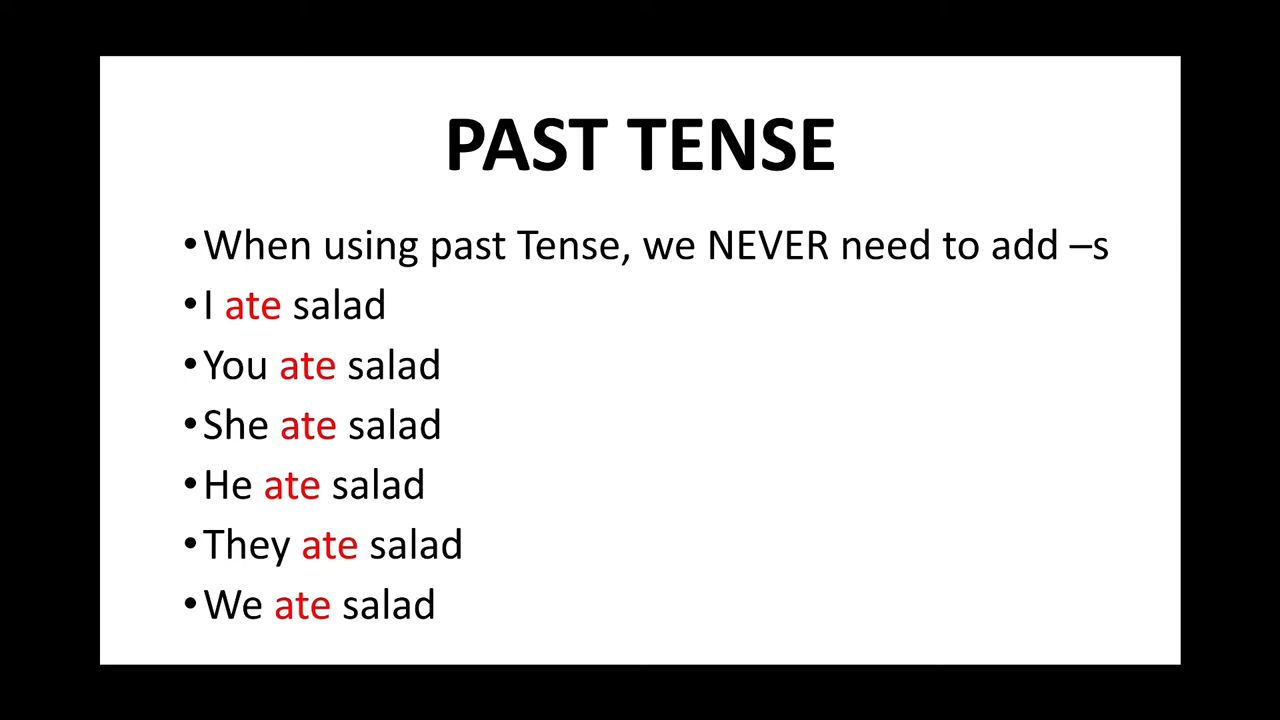 PAST TENSE
•When using past Tense, we NEVER need to add –s
•I ate salad
•You ate salad
•She ate salad
•He ate salad
•They ate salad
•We ate salad